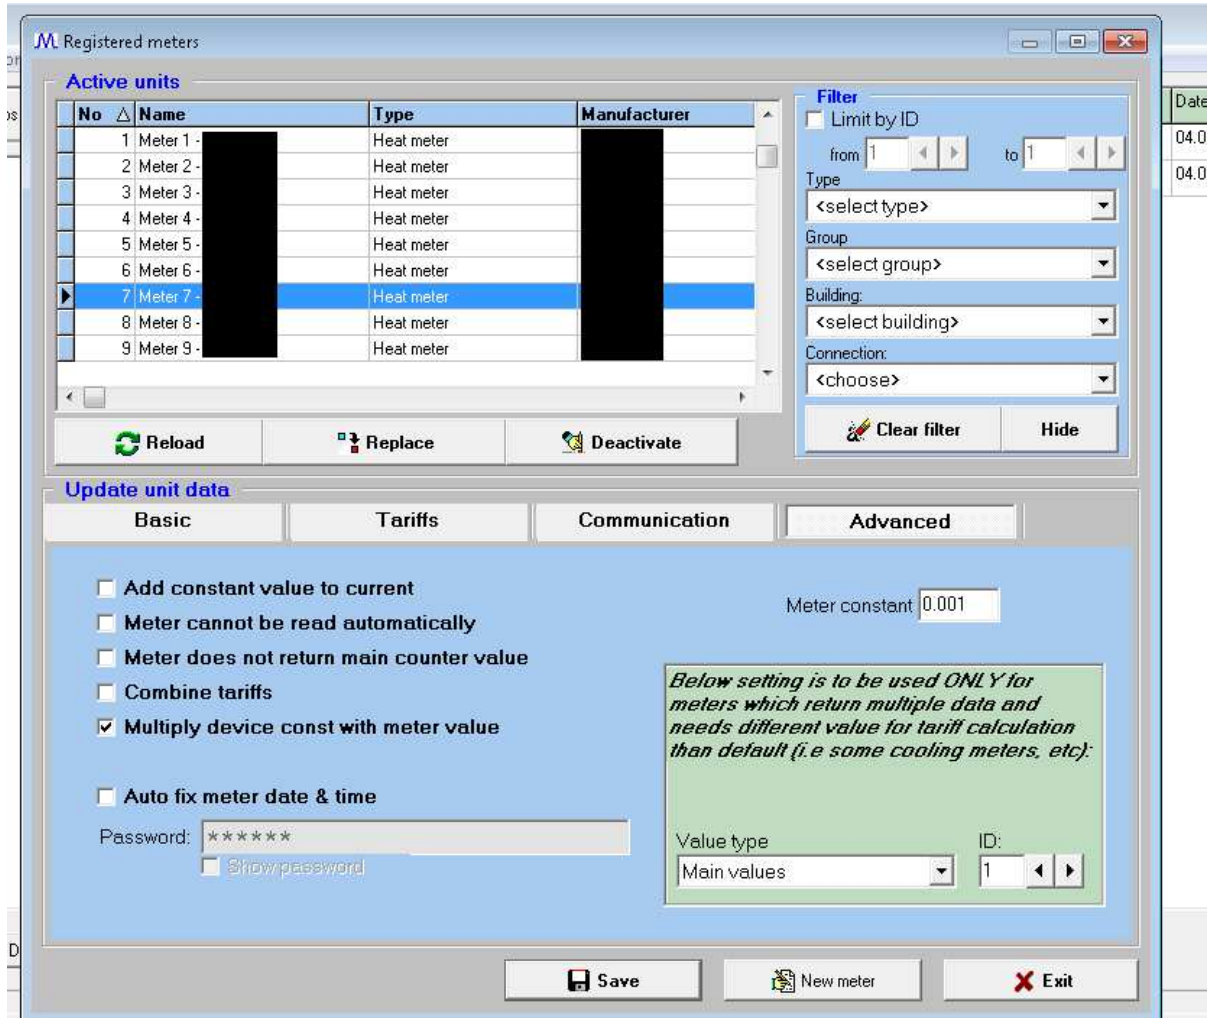 Registered meters
Active units
No Name Type Manufacturer
1 Meter 1 - Heat meter
2 Meter 2 - Heat meter
3 Meter 3 - Heat meter
4 Meter 4 - Heat meter
5 Meter 5 - Heat meter
6 Meter 6 - Heat meter
7 Meter 7 - Heat meter
8 Meter 8 - Heat meter
9 Meter 9 - Heat meter
Reload Replace Deactivate
Filter
Limit by ID
from 1 to 1
Type
<select type>
Group
<select group>
Building:
<select building>
Connection:
<choose>
Clear filter Hide
Date
04.0
04.0
Update unit data
Basic Tariffs Communication Advanced
Add constant value to current
Meter cannot be read automatically
Meter does not return main counter value
Combine tariffs
Multiply device const with meter value
Auto fix meter date & time
Password: ******
Show password
Meter constant 0.001
Below setting is to be used ONLY for
meters which return multiple data and
needs different value for tariff calculation
than default (i.e some cooling meters, etc):
Value type ID:
Main values 1
Save New meter Exit